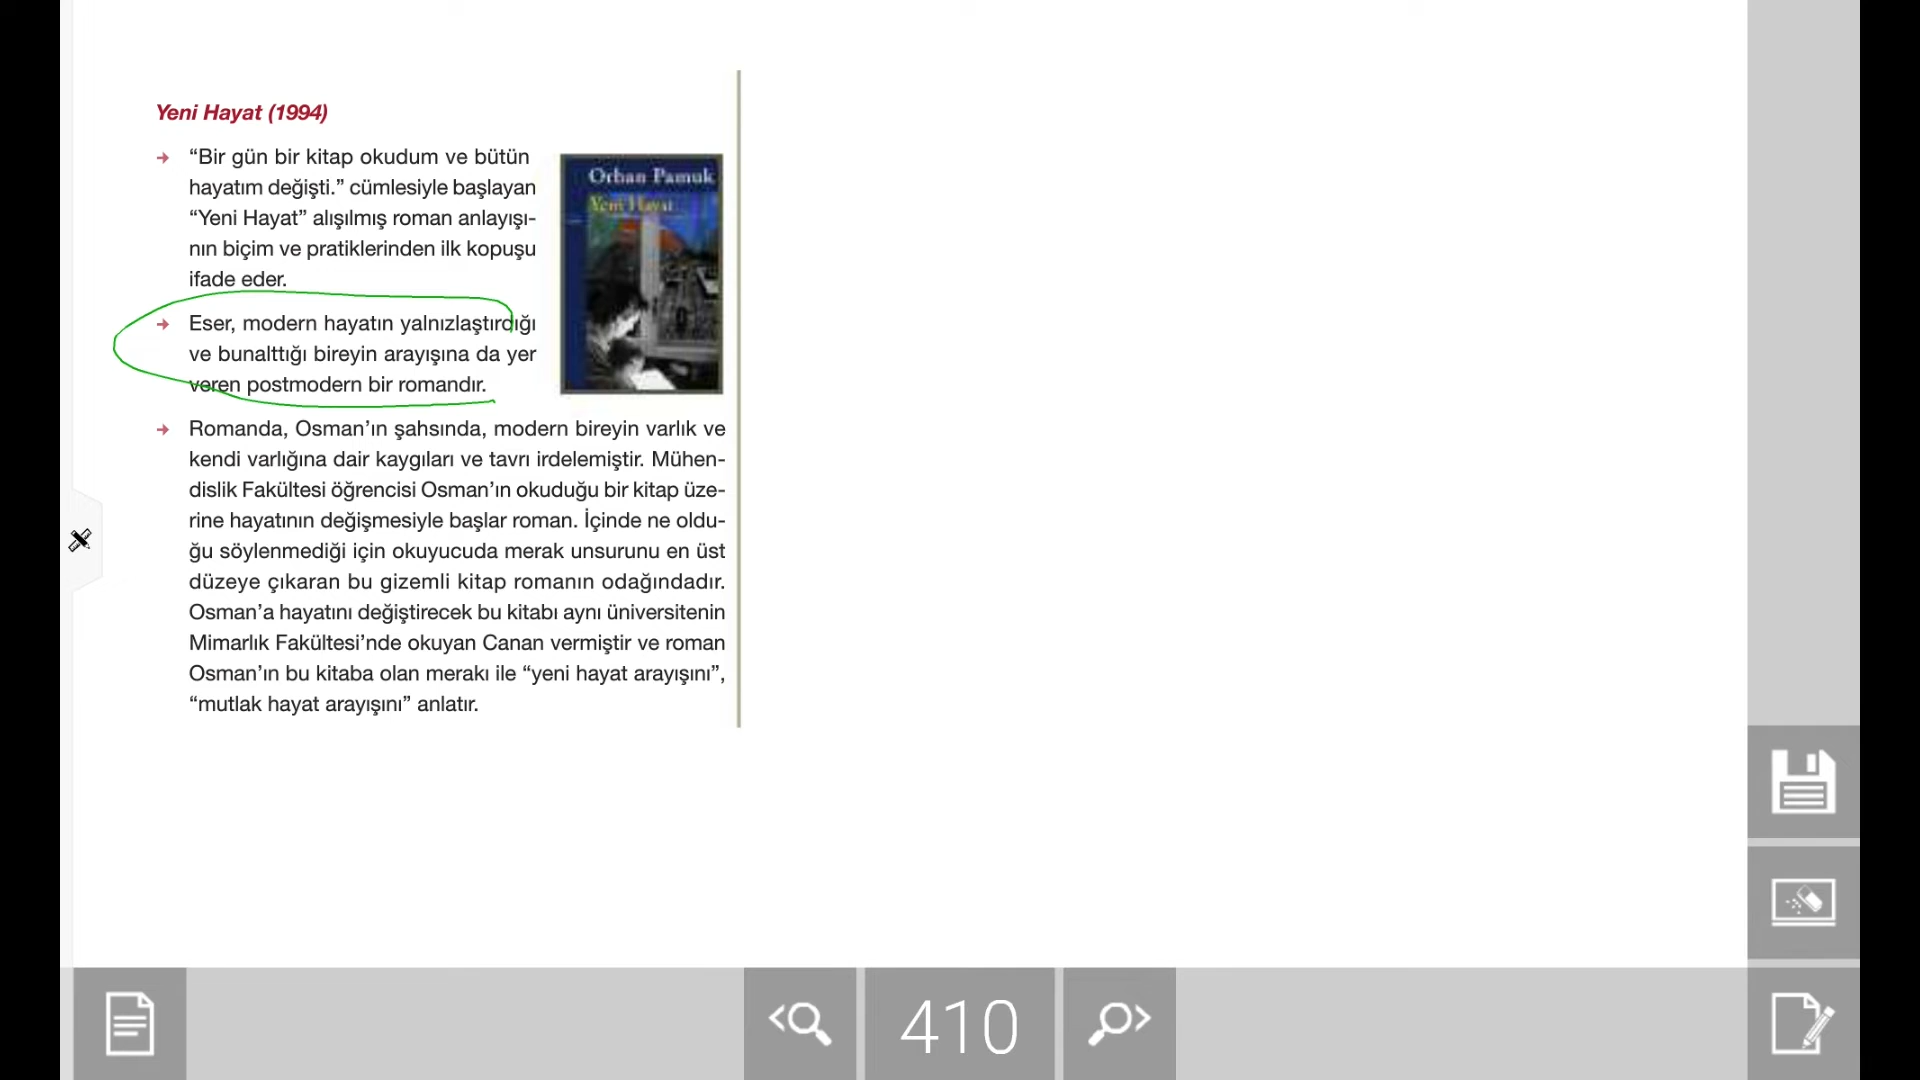 Yeni Hayat (1994)
“Bir gün bir kitap okudum ve bütün
hayatım değişti.” cümlesiyle başlayan
“Yeni Hayat” alışılmış roman anlayışı-
nın biçim ve pratiklerinden ilk kopuşu
ifade eder.
Orhan Pamuk
Yeni Hayat
Eser, modern hayatın yalnızlaştırdığı
ve bunalttığı bireyin arayışına da yer
veren postmodern bir romandır.
Romanda, Osman’ın şahsında, modern bireyin varlık ve
kendi varlığına dair kaygıları ve tavrı irdelemiştir. Mühen-
dislik Fakültesi öğrencisi Osman’ın okuduğu bir kitap üze-
rine hayatının değişmesiyle başlar roman. İçinde ne oldu-
ğu söylenmediği için okuyucuda merak unsurunu en üst
düzeye çıkaran bu gizemli kitap romanın odağındadır.
Osman’a hayatını değiştirecek bu kitabı aynı üniversitenin
Mimarlık Fakültesi’nde okuyan Canan vermiştir ve roman
Osman’ın bu kitaba olan merakı ile “yeni hayat arayışını”,
“mutlak hayat arayışını” anlatır.
410